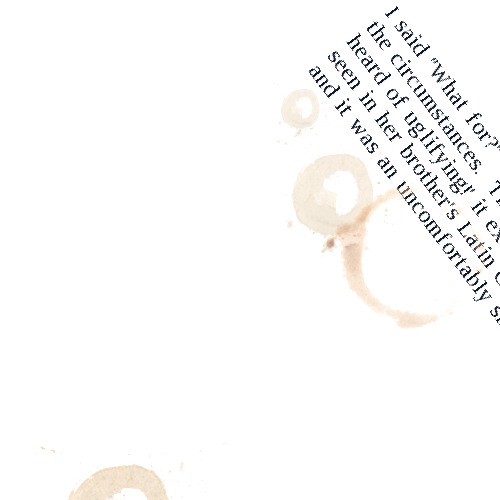 I said "What for?"
the circumstances.
heard of uglifying!' it
seen in her brother's Latin
and it was an uncomfortably